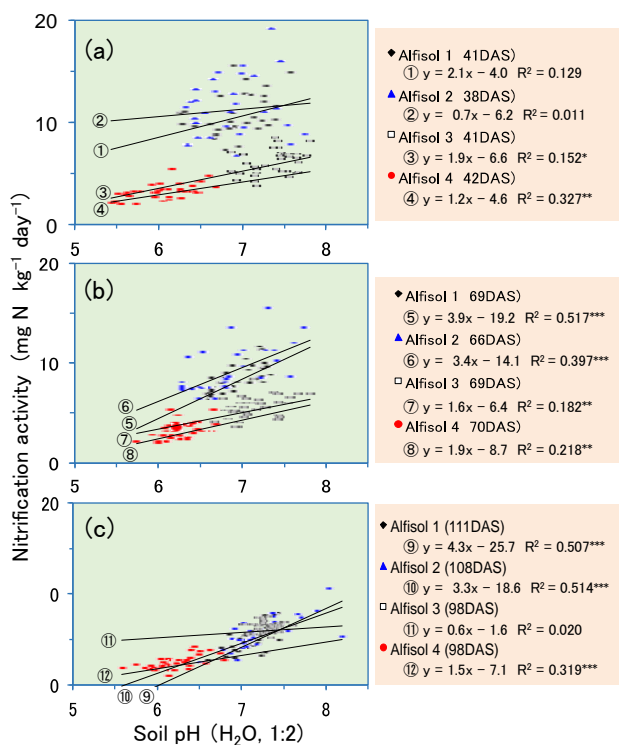 Nitrification activity (mg N kg⁻¹ day⁻¹)
(a)
20
15
10
5
0
5 6 7 8
②
①
③
④
Alfisol 1 41DAS)
① y = 2.1x − 4.0 R² = 0.129
Alfisol 2 38DAS)
② y = 0.7x − 6.2 R² = 0.011
Alfisol 3 41DAS)
③ y = 1.9x − 6.6 R² = 0.152*
Alfisol 4 42DAS)
④ y = 1.2x − 4.6 R² = 0.327**
(b)
20
10
0
5 6 7 8
⑥
⑤
⑦
⑧
Alfisol 1 69DAS)
⑤ y = 3.9x − 19.2 R² = 0.517***
Alfisol 2 66DAS)
⑥ y = 3.4x − 14.1 R² = 0.397***
Alfisol 3 69DAS)
⑦ y = 1.6x − 6.4 R² = 0.182**
Alfisol 4 70DAS)
⑧ y = 1.9x − 8.7 R² = 0.218**
(c)
20
0
0
5 6 7 8
⑪
⑫
⑩ ⑨
Alfisol 1 (111DAS)
⑨ y = 4.3x − 25.7 R² = 0.507***
Alfisol 2 (108DAS)
⑩ y = 3.3x − 18.6 R² = 0.514***
Alfisol 3 (98DAS)
⑪ y = 0.6x − 1.6 R² = 0.020
Alfisol 4 (98DAS)
⑫ y = 1.5x − 7.1 R² = 0.319***
Soil pH (H₂O, 1:2)